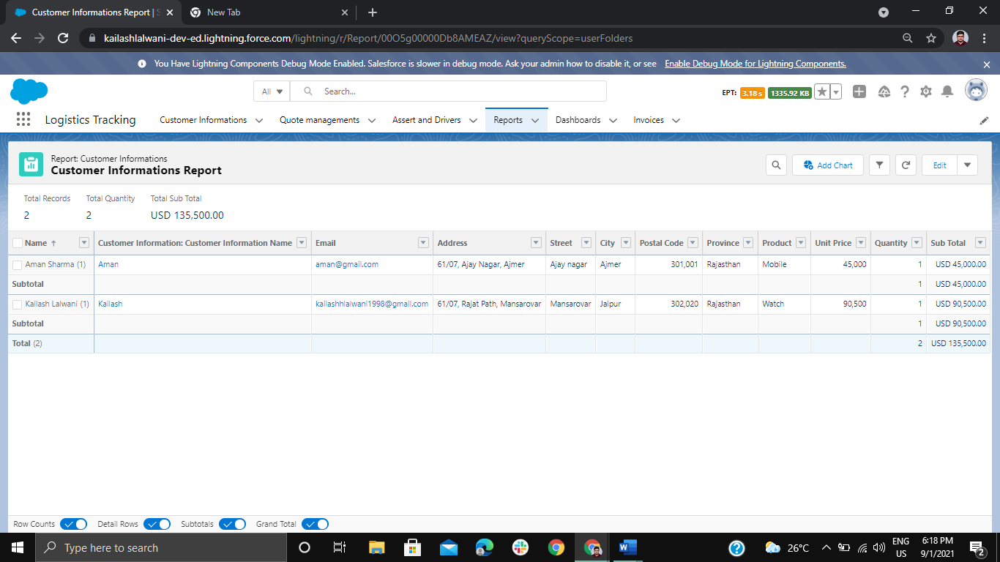 Customer Informations Report | S
New Tab
kailashlalwani-dev-ed.lightning.force.com/lightning/r/Report/00O5g00000Db8AMEAZ/view?queryScope=userFolders
You Have Lightning Components Debug Mode Enabled. Salesforce is slower in debug mode. Ask your admin how to disable it, or see Enable Debug Mode for Lightning Components.
All Search... EPT: 3.18 s 1335.92 KB
Logistics Tracking Customer Informations Quote managements Assert and Drivers Reports Dashboards Invoices
Report: Customer Informations
Customer Informations Report
Add Chart Edit
Total Records Total Quantity Total Sub Total
2 2 USD 135,500.00
Name ↑ Customer Information: Customer Information Name Email Address Street City Postal Code Province Product Unit Price Quantity Sub Total
Aman Sharma (1) Aman aman@gmail.com 61/07, Ajay Nagar, Ajmer Ajay nagar Ajmer 301,001 Rajasthan Mobile 45,000 1 USD 45,000.00
Subtotal 1 USD 45,000.00
Kailash Lalwani (1) Kailash kailashhlalwani1998@gmail.com 61/07, Rajat Path, Mansarovar Mansarovar Jaipur 302,020 Rajasthan Watch 90,500 1 USD 90,500.00
Subtotal 1 USD 90,500.00
Total (2) 2 USD 135,500.00
Row Counts Detail Rows Subtotals Grand Total
Type here to search
26°C
ENG
US
6:18 PM
9/1/2021
2